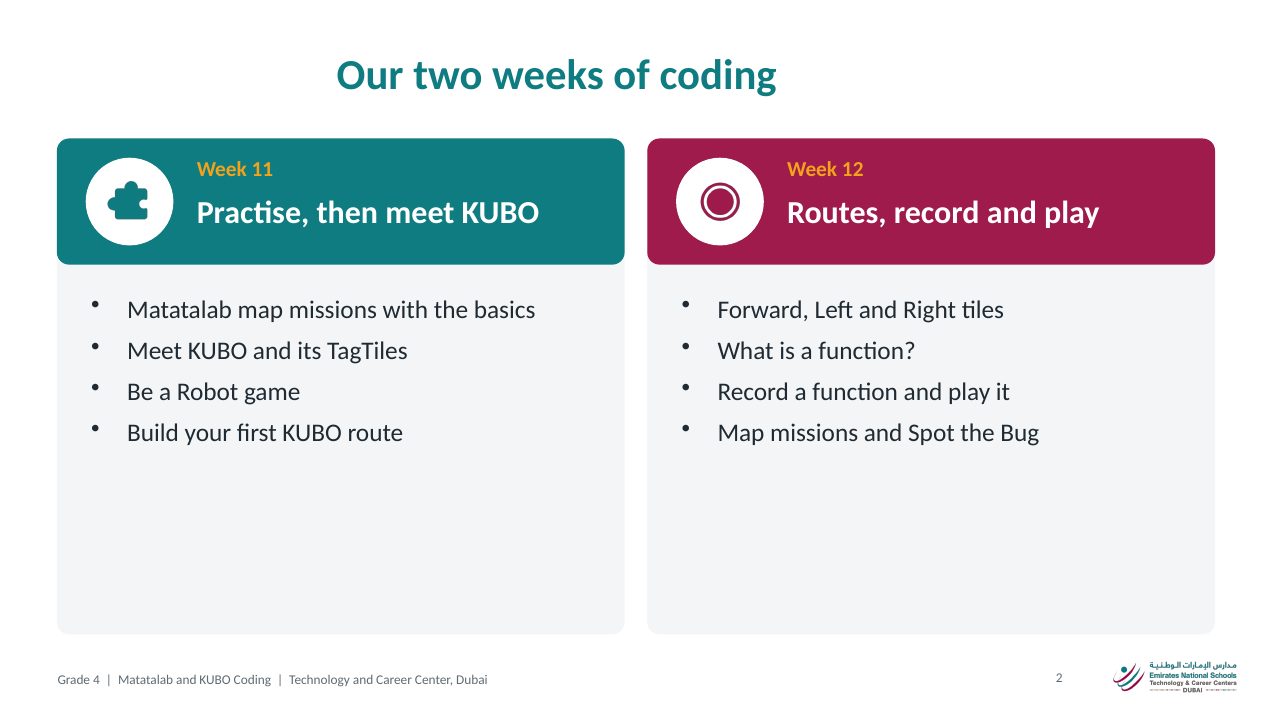 Our two weeks of coding
Week 11
Practise, then meet KUBO
• Matatalab map missions with the basics
• Meet KUBO and its TagTiles
• Be a Robot game
• Build your first KUBO route
Week 12
Routes, record and play
• Forward, Left and Right tiles
• What is a function?
• Record a function and play it
• Map missions and Spot the Bug
Grade 4 | Matatalab and KUBO Coding | Technology and Career Center, Dubai
2
مدارس الإمارات الوطنية
Emirates National Schools
Technology & Career Centers
DUBAI